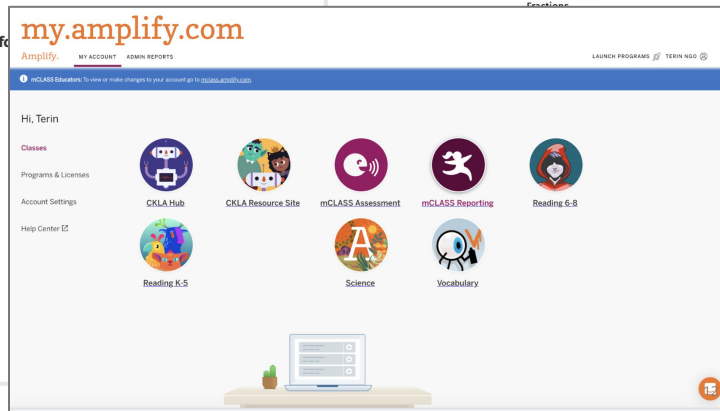 Fractions
my.amplify.com
Amplify. MY ACCOUNT ADMIN REPORTS LAUNCH PROGRAMS TERIN NGO
mCLASS Educators: To view or make changes to your account go to mclass.amplify.com.
Hi, Terin
Classes
Programs & Licenses
Account Settings
Help Center
CKLA Hub CKLA Resource Site mCLASS Assessment mCLASS Reporting Reading 6-8
Reading K-5 Science Vocabulary